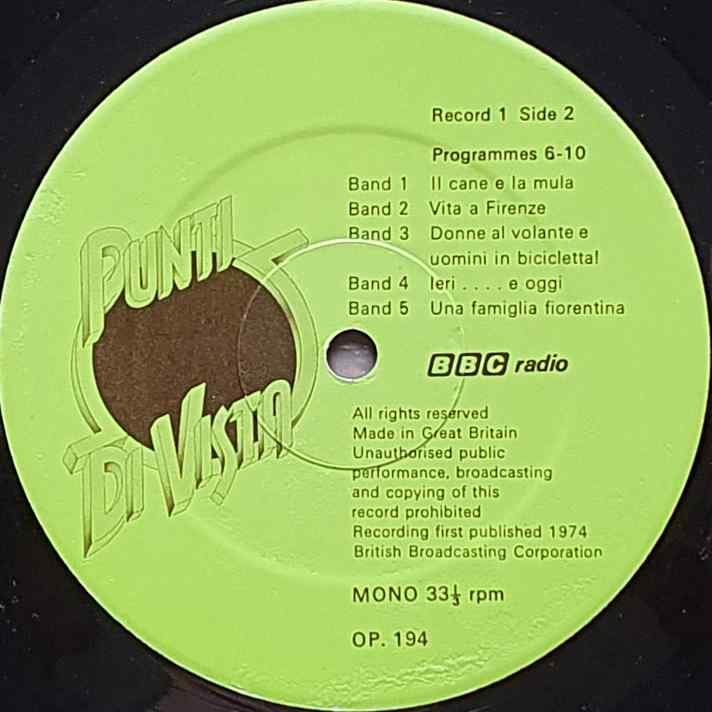 Record 1 Side 2
Programmes 6-10
Band 1 Il cane e la mula
Band 2 Vita a Firenze
Band 3 Donne al volante e
uomini in bicicletta!
Band 4 Ieri . . . . e oggi
Band 5 Una famiglia fiorentina
PUNTI
DI VISTA
BBC radio
All rights reserved
Made in Great Britain
Unauthorised public
performance, broadcasting
and copying of this
record prohibited
Recording first published 1974
British Broadcasting Corporation
MONO 33⅓ rpm
OP. 194